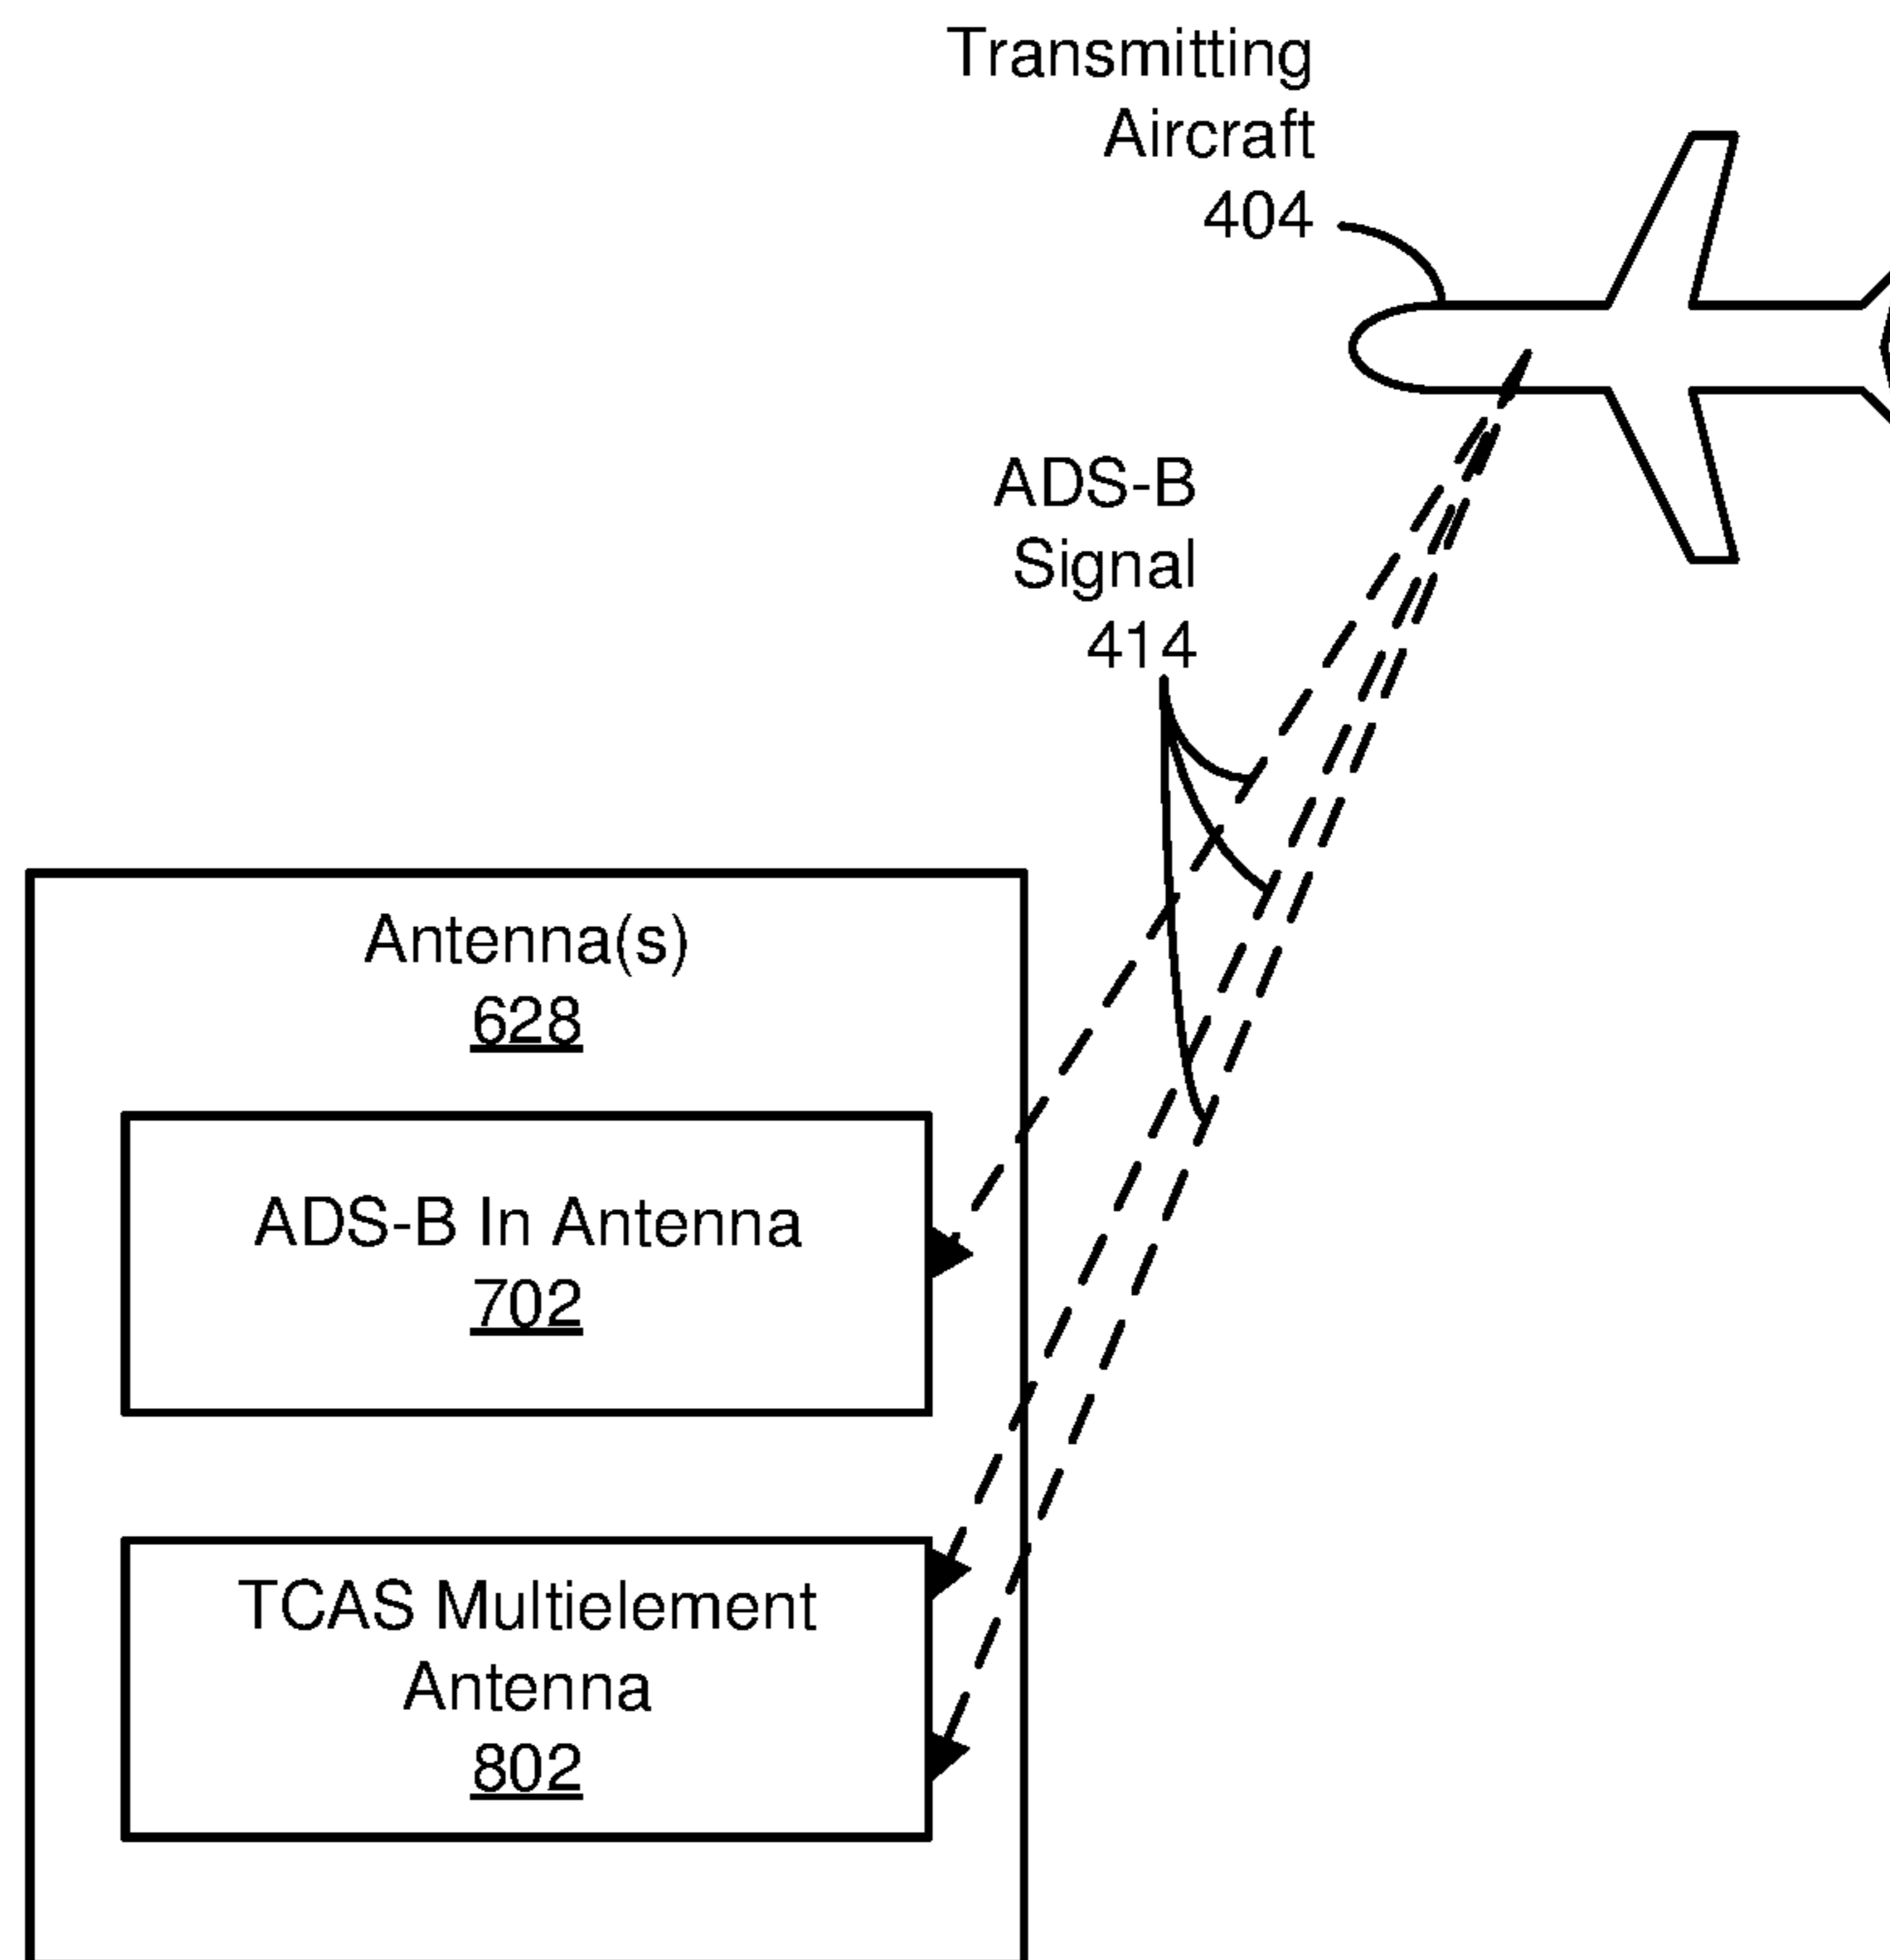 Transmitting
Aircraft
404
ADS-B
Signal
414
Antenna(s)
628
ADS-B In Antenna
702
TCAS Multielement
Antenna
802